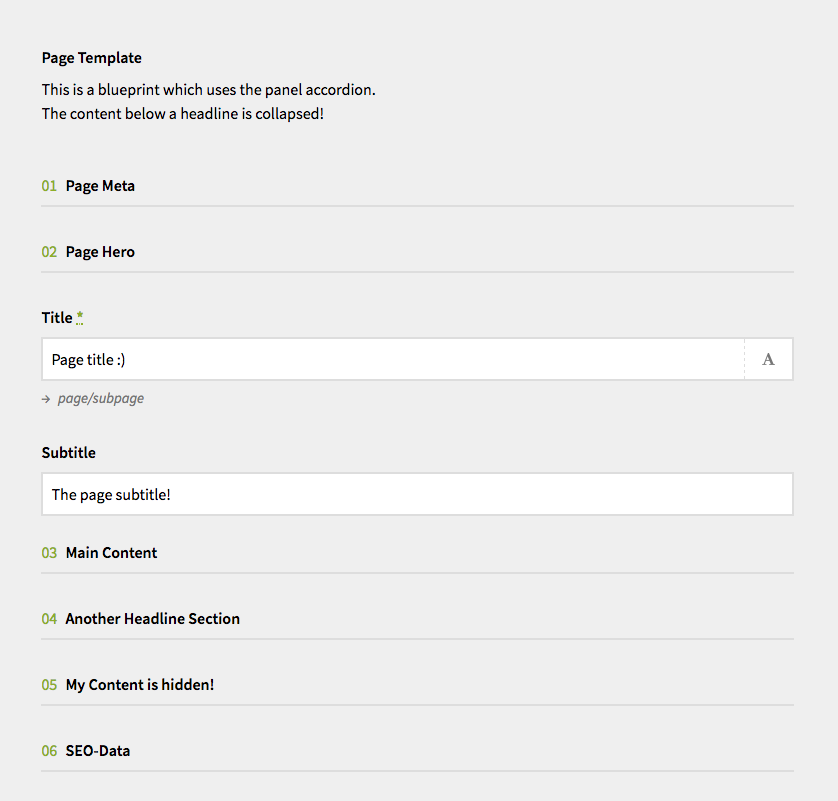 Page Template
This is a blueprint which uses the panel accordion.
The content below a headline is collapsed!
01 Page Meta
02 Page Hero
Title *
Page title :)
A
→ page/subpage
Subtitle
The page subtitle!
03 Main Content
04 Another Headline Section
05 My Content is hidden!
06 SEO-Data